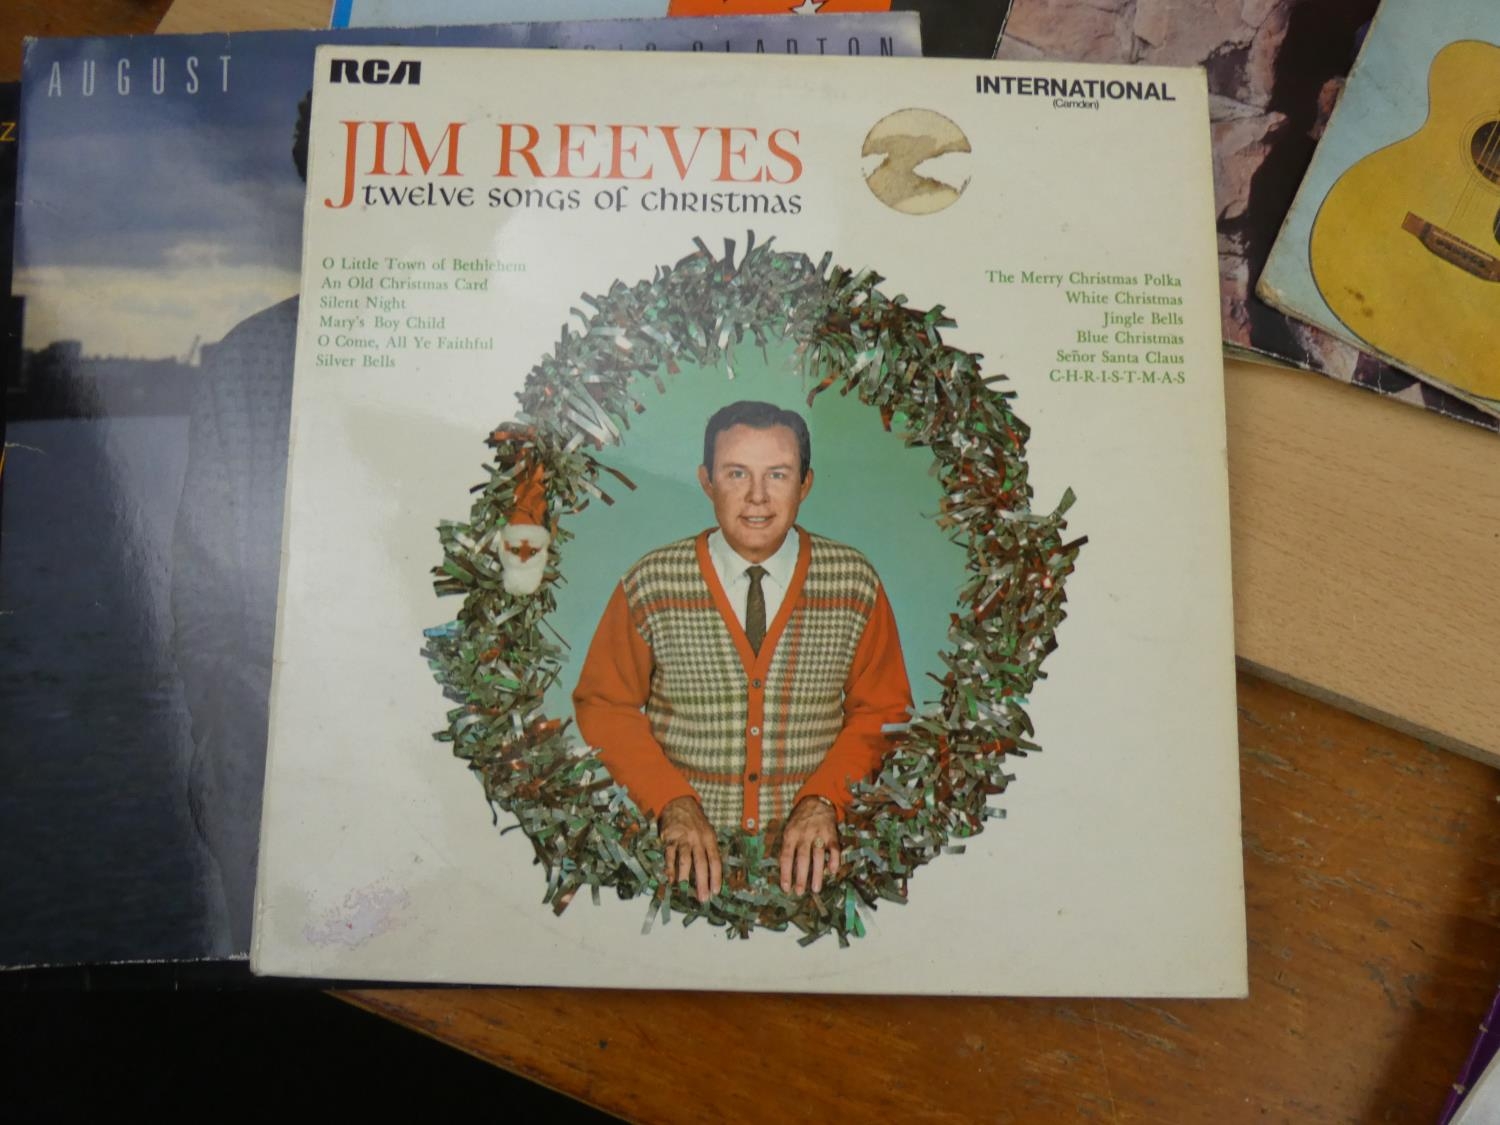 AUGUST
RCA
INTERNATIONAL
(Camden)
JIM REEVES
twelve songs of christmas
O Little Town of Bethlehem
An Old Christmas Card
Silent Night
Mary's Boy Child
O Come, All Ye Faithful
Silver Bells
The Merry Christmas Polka
White Christmas
Jingle Bells
Blue Christmas
Señor Santa Claus
C-H-R-I-S-T-M-A-S